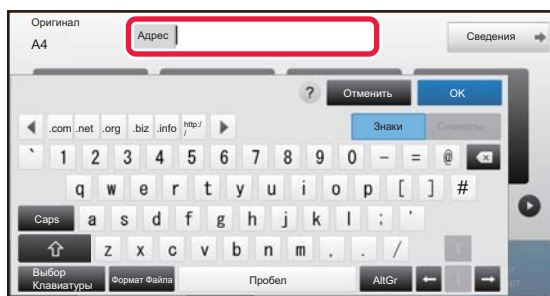 Оригинал
A4
Адрес
Сведения
? Отменить OK
.com .net .org .biz .info http:/
/
Знаки Символы
` 1 2 3 4 5 6 7 8 9 0 - = @
q w e r t y u i o p [ ] #
Caps a s d f g h j k l ; '
z x c v b n m , . /
Выбор
Клавиатуры
Формат Файла Пробел AltGr